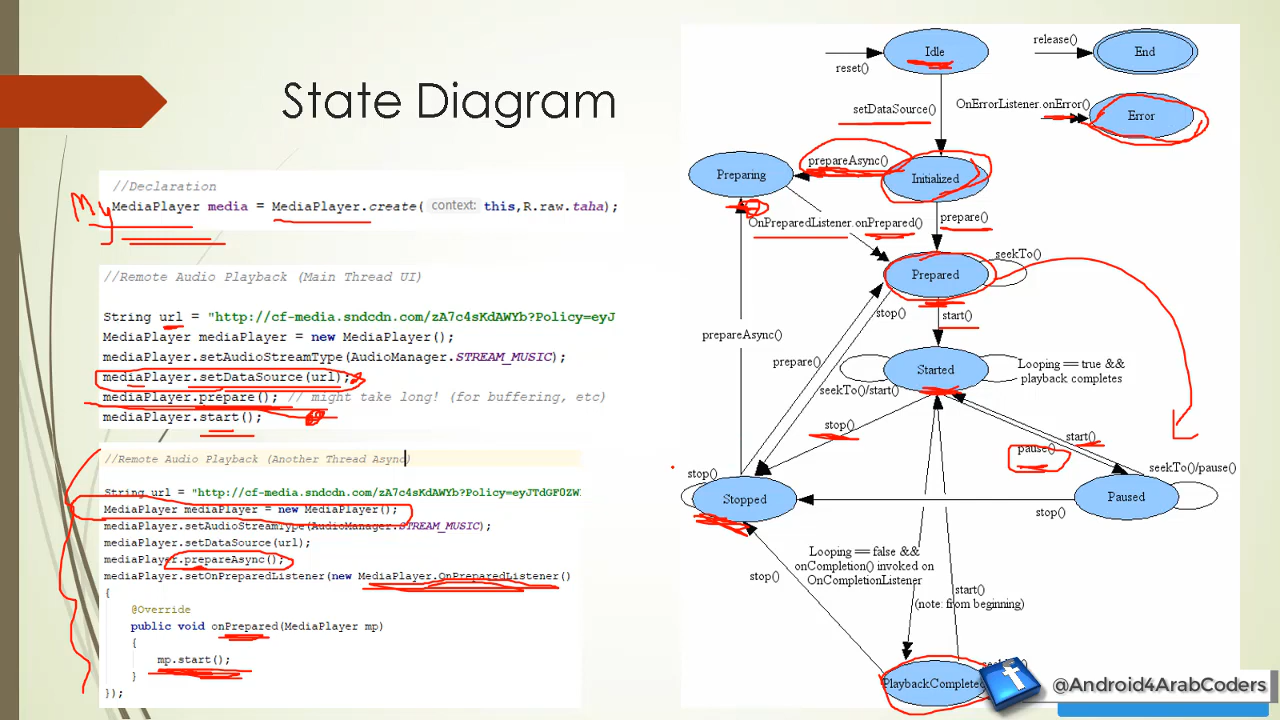 State Diagram
//Declaration
My
MediaPlayer media = MediaPlayer.create( context: this,R.raw.taha);
//Remote Audio Playback (Main Thread UI)
String url = "http://cf-media.sndcdn.com/zA7c4sKdAWYb?Policy=eyJ
MediaPlayer mediaPlayer = new MediaPlayer();
mediaPlayer.setAudioStreamType(AudioManager.STREAM_MUSIC);
mediaPlayer.setDataSource(url);
mediaPlayer.prepare(); // might take long! (for buffering, etc)
mediaPlayer.start();
//Remote Audio Playback (Another Thread Async)
String url = "http://cf-media.sndcdn.com/zA7c4sKdAWYb?Policy=eyJTdGF0ZW
MediaPlayer mediaPlayer = new MediaPlayer();
mediaPlayer.setAudioStreamType(AudioManager.STREAM_MUSIC);
mediaPlayer.setDataSource(url);
mediaPlayer.prepareAsync();
mediaPlayer.setOnPreparedListener(new MediaPlayer.OnPreparedListener()
{
@Override
public void onPrepared(MediaPlayer mp)
{
mp.start();
}
});
Idle
reset()
release()
End
setDataSource()
OnErrorListener.onError()
Error
prepareAsync()
Preparing
Initialized
OnPreparedListener.onPrepared()
prepare()
Prepared
seekTo()
stop()
start()
prepareAsync()
prepare()
Started
Looping == true &&
playback completes
seekTo()/start()
stop()
start()
pause()
stop()
Stopped
Paused
seekTo()/pause()
stop()
Looping == false &&
onCompletion() invoked on
OnCompletionListener
stop()
start()
(note: from beginning)
PlaybackCompleted
@Android4ArabCoders